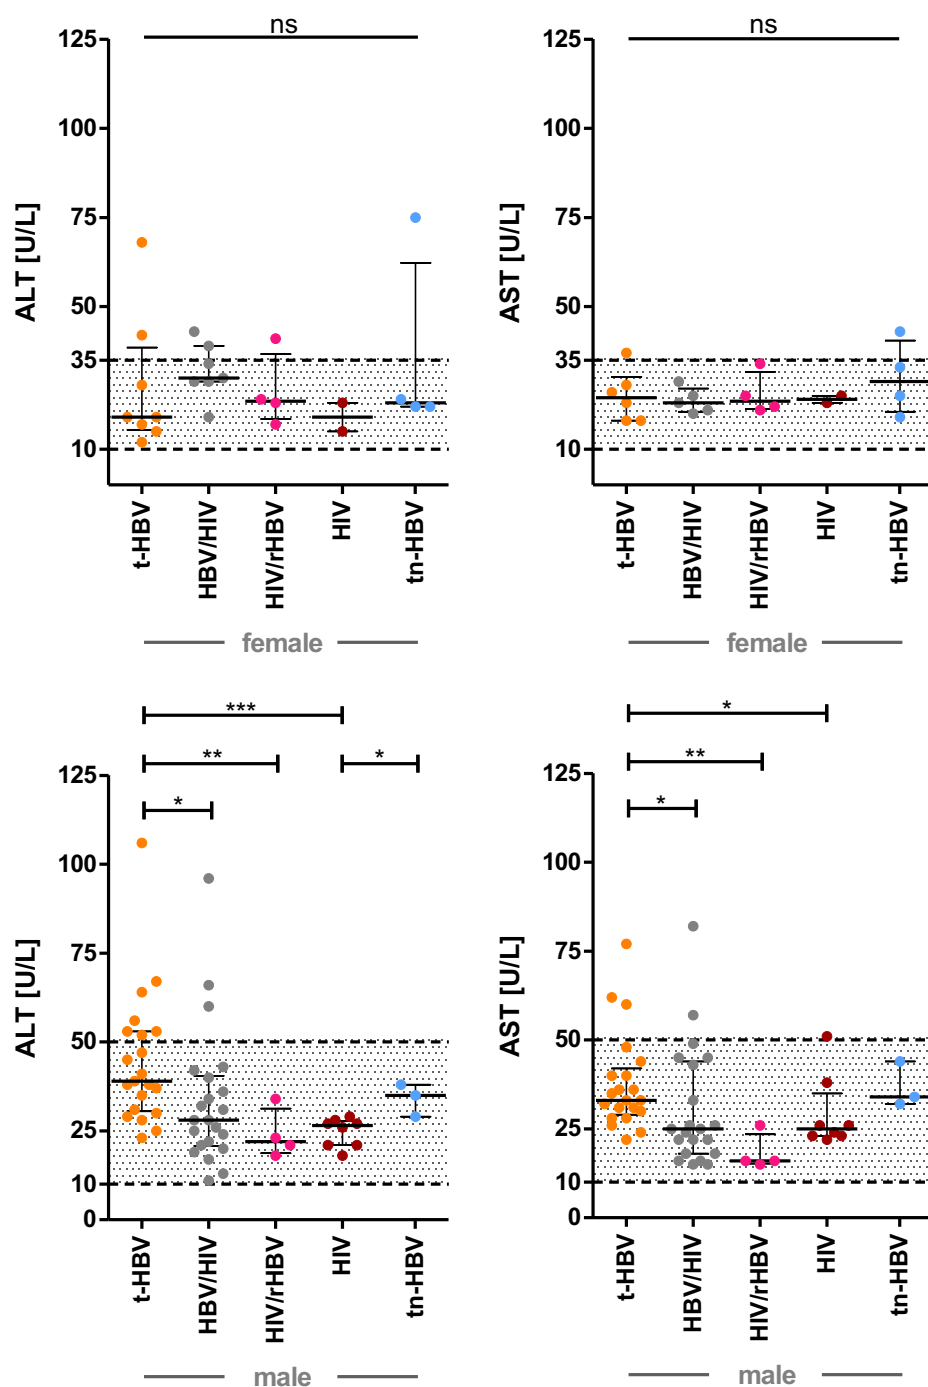 ns
125
100
75
50
35
10
ALT [U/L]
t-HBV
HBV/HIV
HIV/rHBV
HIV
tn-HBV
female
ns
125
100
75
50
35
10
AST [U/L]
t-HBV
HBV/HIV
HIV/rHBV
HIV
tn-HBV
female
***
**
*
*
125
100
75
50
25
10
0
ALT [U/L]
t-HBV
HBV/HIV
HIV/rHBV
HIV
tn-HBV
male
*
**
*
125
100
75
50
25
10
0
AST [U/L]
t-HBV
HBV/HIV
HIV/rHBV
HIV
tn-HBV
male